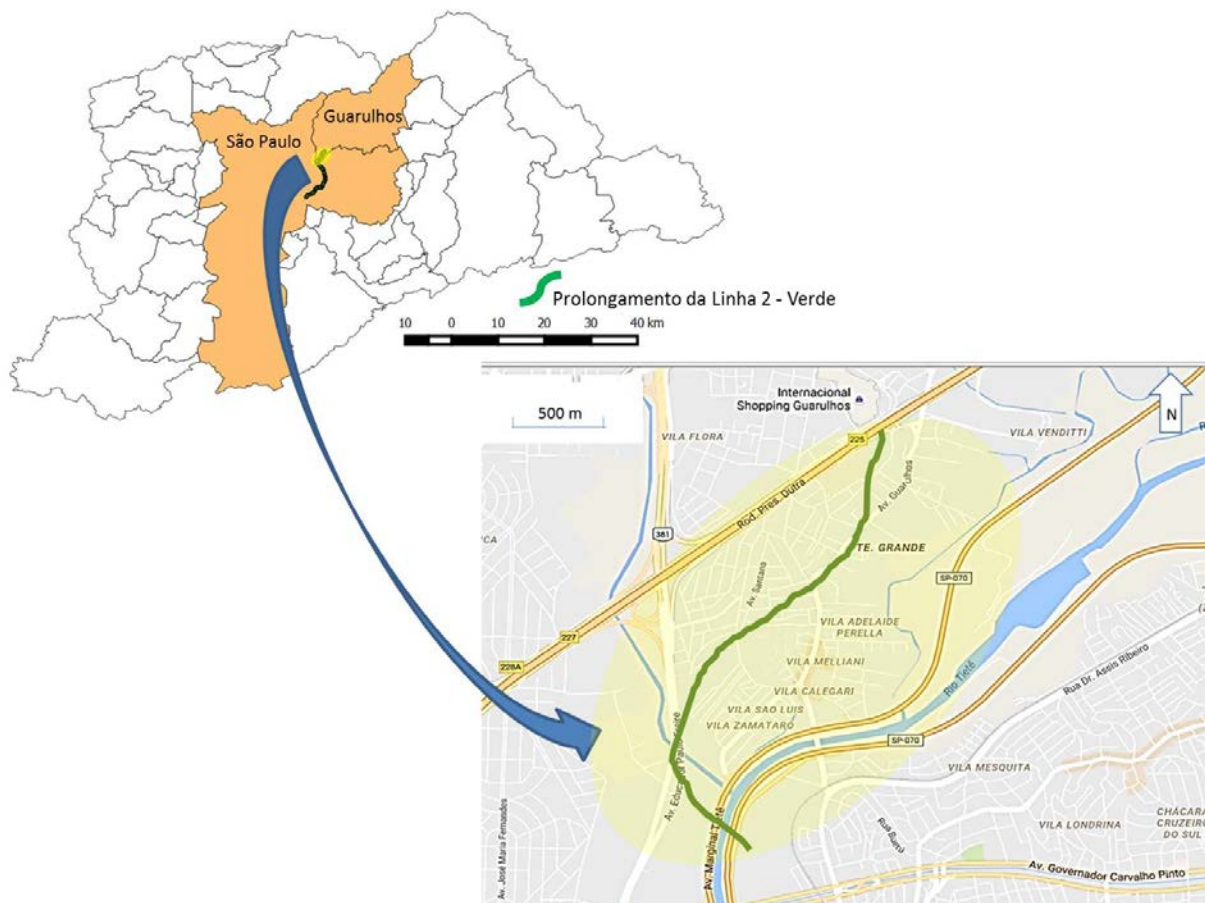 Guarulhos
São Paulo
Prolongamento da Linha 2 - Verde
10 0 10 20 30 40 km
500 m
Internacional
Shopping Guarulhos
N
VILA FLORA
225
VILA VENDITTI
Av. Guarulhos
Rod. Pres. Dutra
381
TE. GRANDE
SP-070
Av. Santana
VILA ADELAIDE
PERELLA
227
228A
VILA MELLIANI
Rio Tietê
Rua Dr. Assis Ribeiro
VILA CALEGARI
VILA SAO LUIS
VILA ZAMATARO
SP-070
Av. Educador Paulo Freire
VILA MESQUITA
Av. José Maria Fernandes
Av. Marginal Tietê
Rua Buerú
VILA LONDRINA
CHÁCARA
CRUZEIRO
DO SUL
Av. Governador Carvalho Pinto